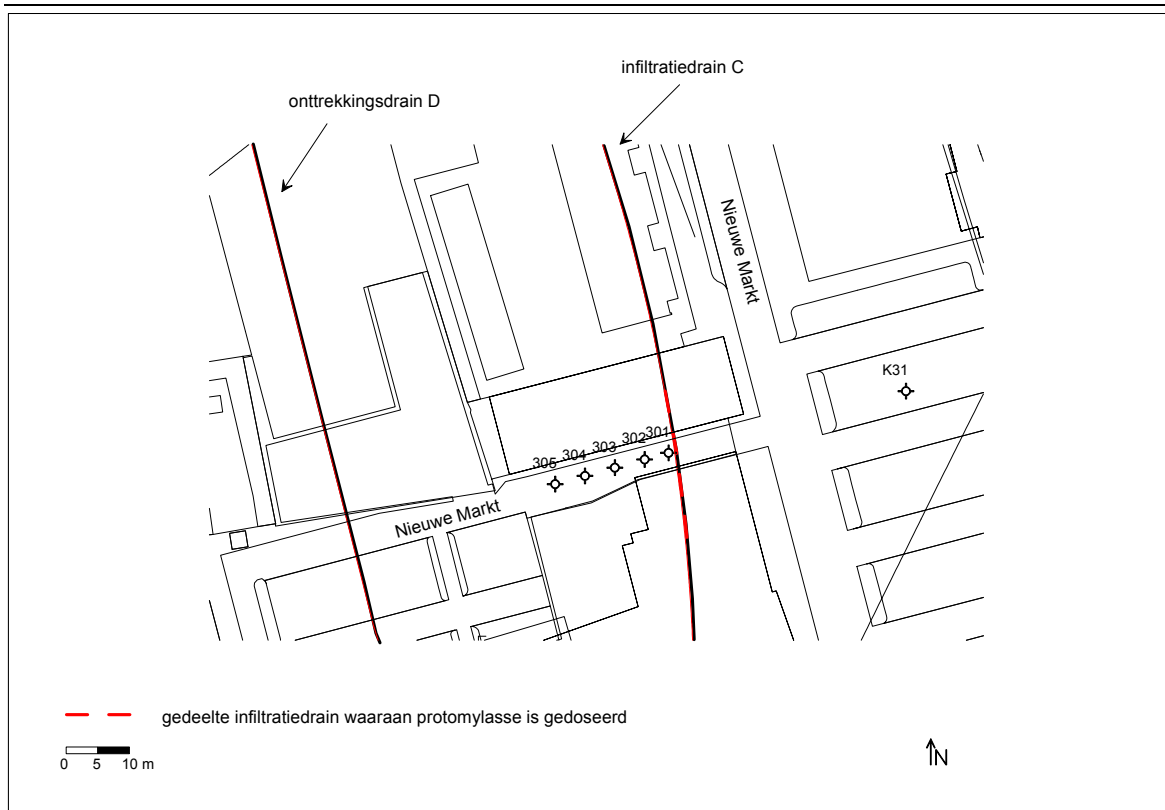 infiltratiedrain C
onttrekkingsdrain D
Nieuwe Markt
K31
301
302
303
304
305
Nieuwe Markt
gedeelte infiltratiedrain waaraan protomylasse is gedoseerd
0 5 10 m
N